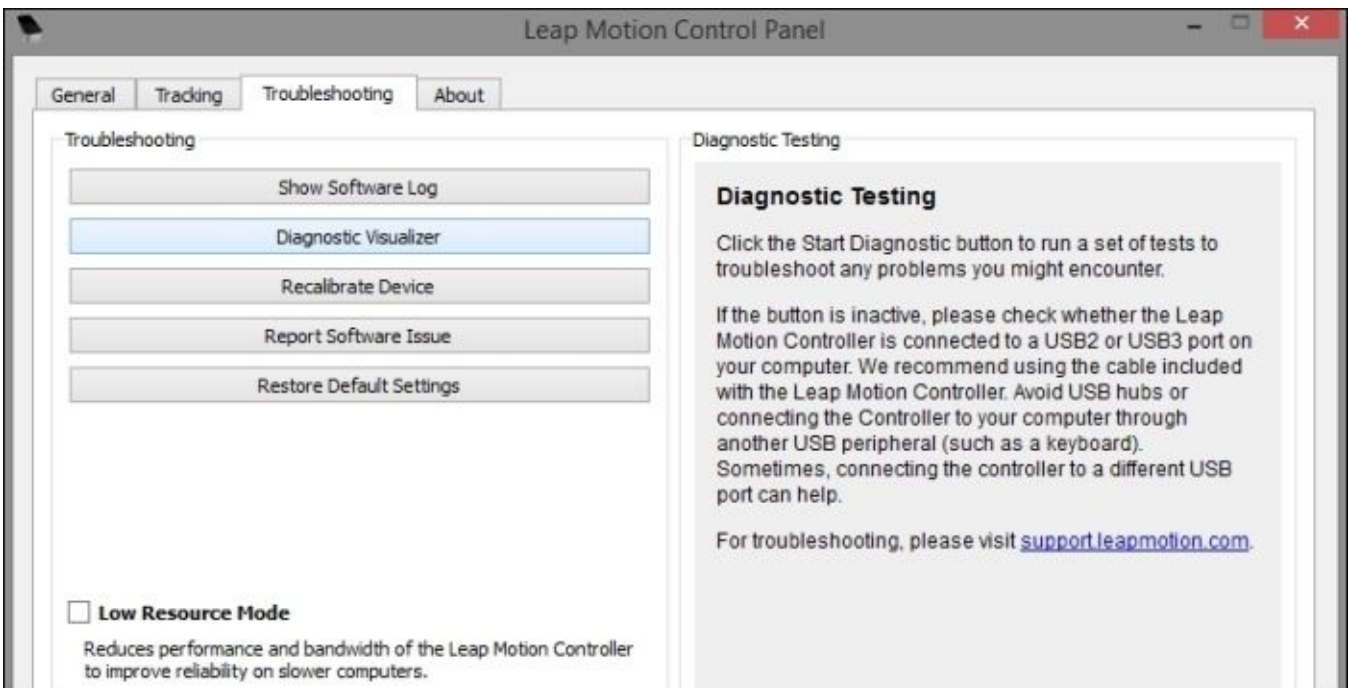 Leap Motion Control Panel
General
Tracking
Troubleshooting
About
Troubleshooting
Show Software Log
Diagnostic Visualizer
Recalibrate Device
Report Software Issue
Restore Default Settings
Low Resource Mode
Reduces performance and bandwidth of the Leap Motion Controller
to improve reliability on slower computers.
Diagnostic Testing
Diagnostic Testing
Click the Start Diagnostic button to run a set of tests to
troubleshoot any problems you might encounter.
If the button is inactive, please check whether the Leap
Motion Controller is connected to a USB2 or USB3 port on
your computer. We recommend using the cable included
with the Leap Motion Controller. Avoid USB hubs or
connecting the Controller to your computer through
another USB peripheral (such as a keyboard).
Sometimes, connecting the controller to a different USB
port can help.
For troubleshooting, please visit support.leapmotion.com.